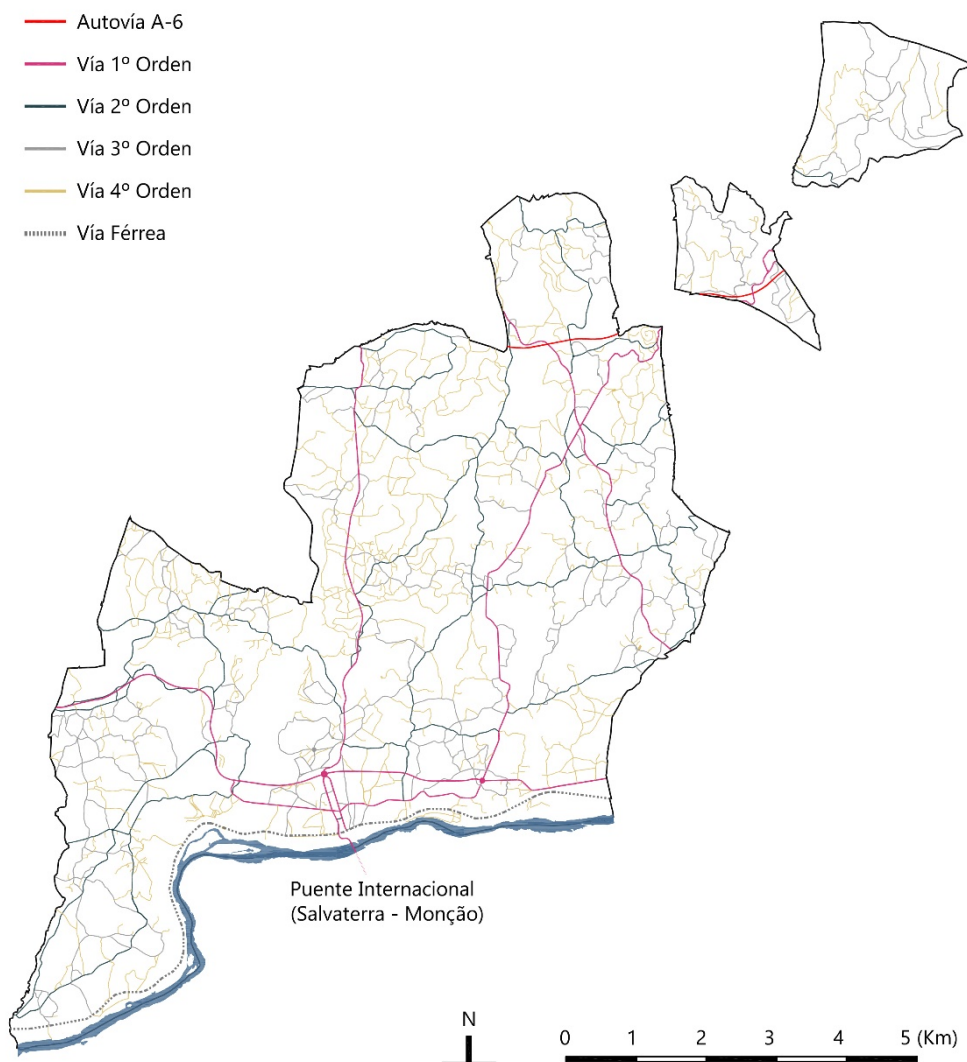 Autovía A-6
Vía 1º Orden
Vía 2º Orden
Vía 3º Orden
Vía 4º Orden
Vía Férrea
Puente Internacional
(Salvaterra - Monção)
N
0 1 2 3 4 5 (Km)